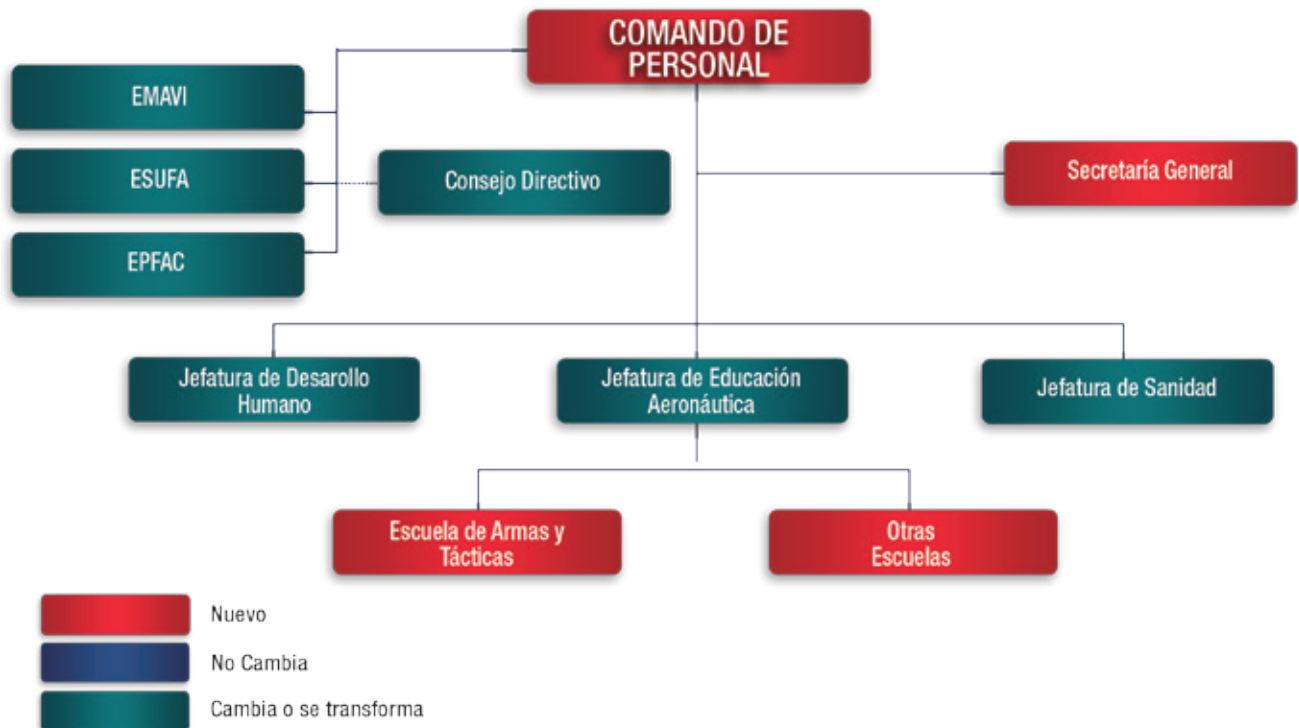 COMANDO DE
PERSONAL
EMAVI
ESUFA
EPFAC
Consejo Directivo
Secretaría General
Jefatura de Desarollo
Humano
Jefatura de Educación
Aeronáutica
Jefatura de Sanidad
Escuela de Armas y
Tácticas
Otras
Escuelas
Nuevo
No Cambia
Cambia o se transforma